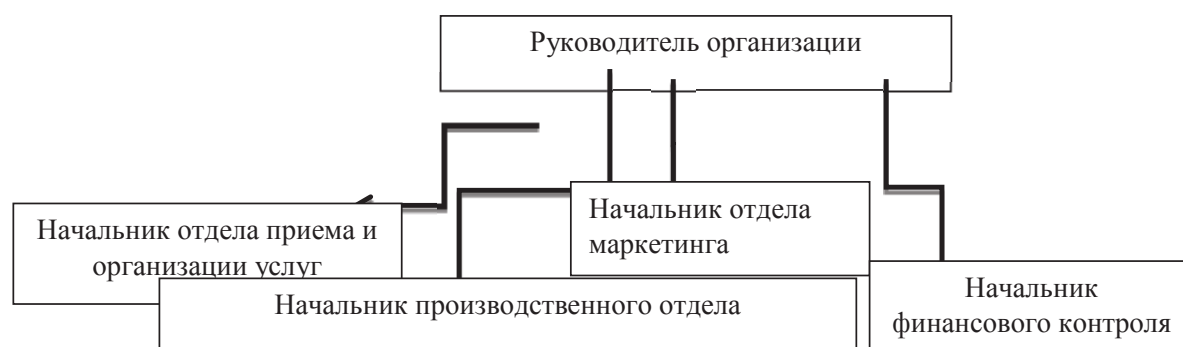 Руководитель организации
Начальник отдела приема и
организации услуг
Начальник отдела
маркетинга
Начальник производственного отдела
Начальник
финансового контроля